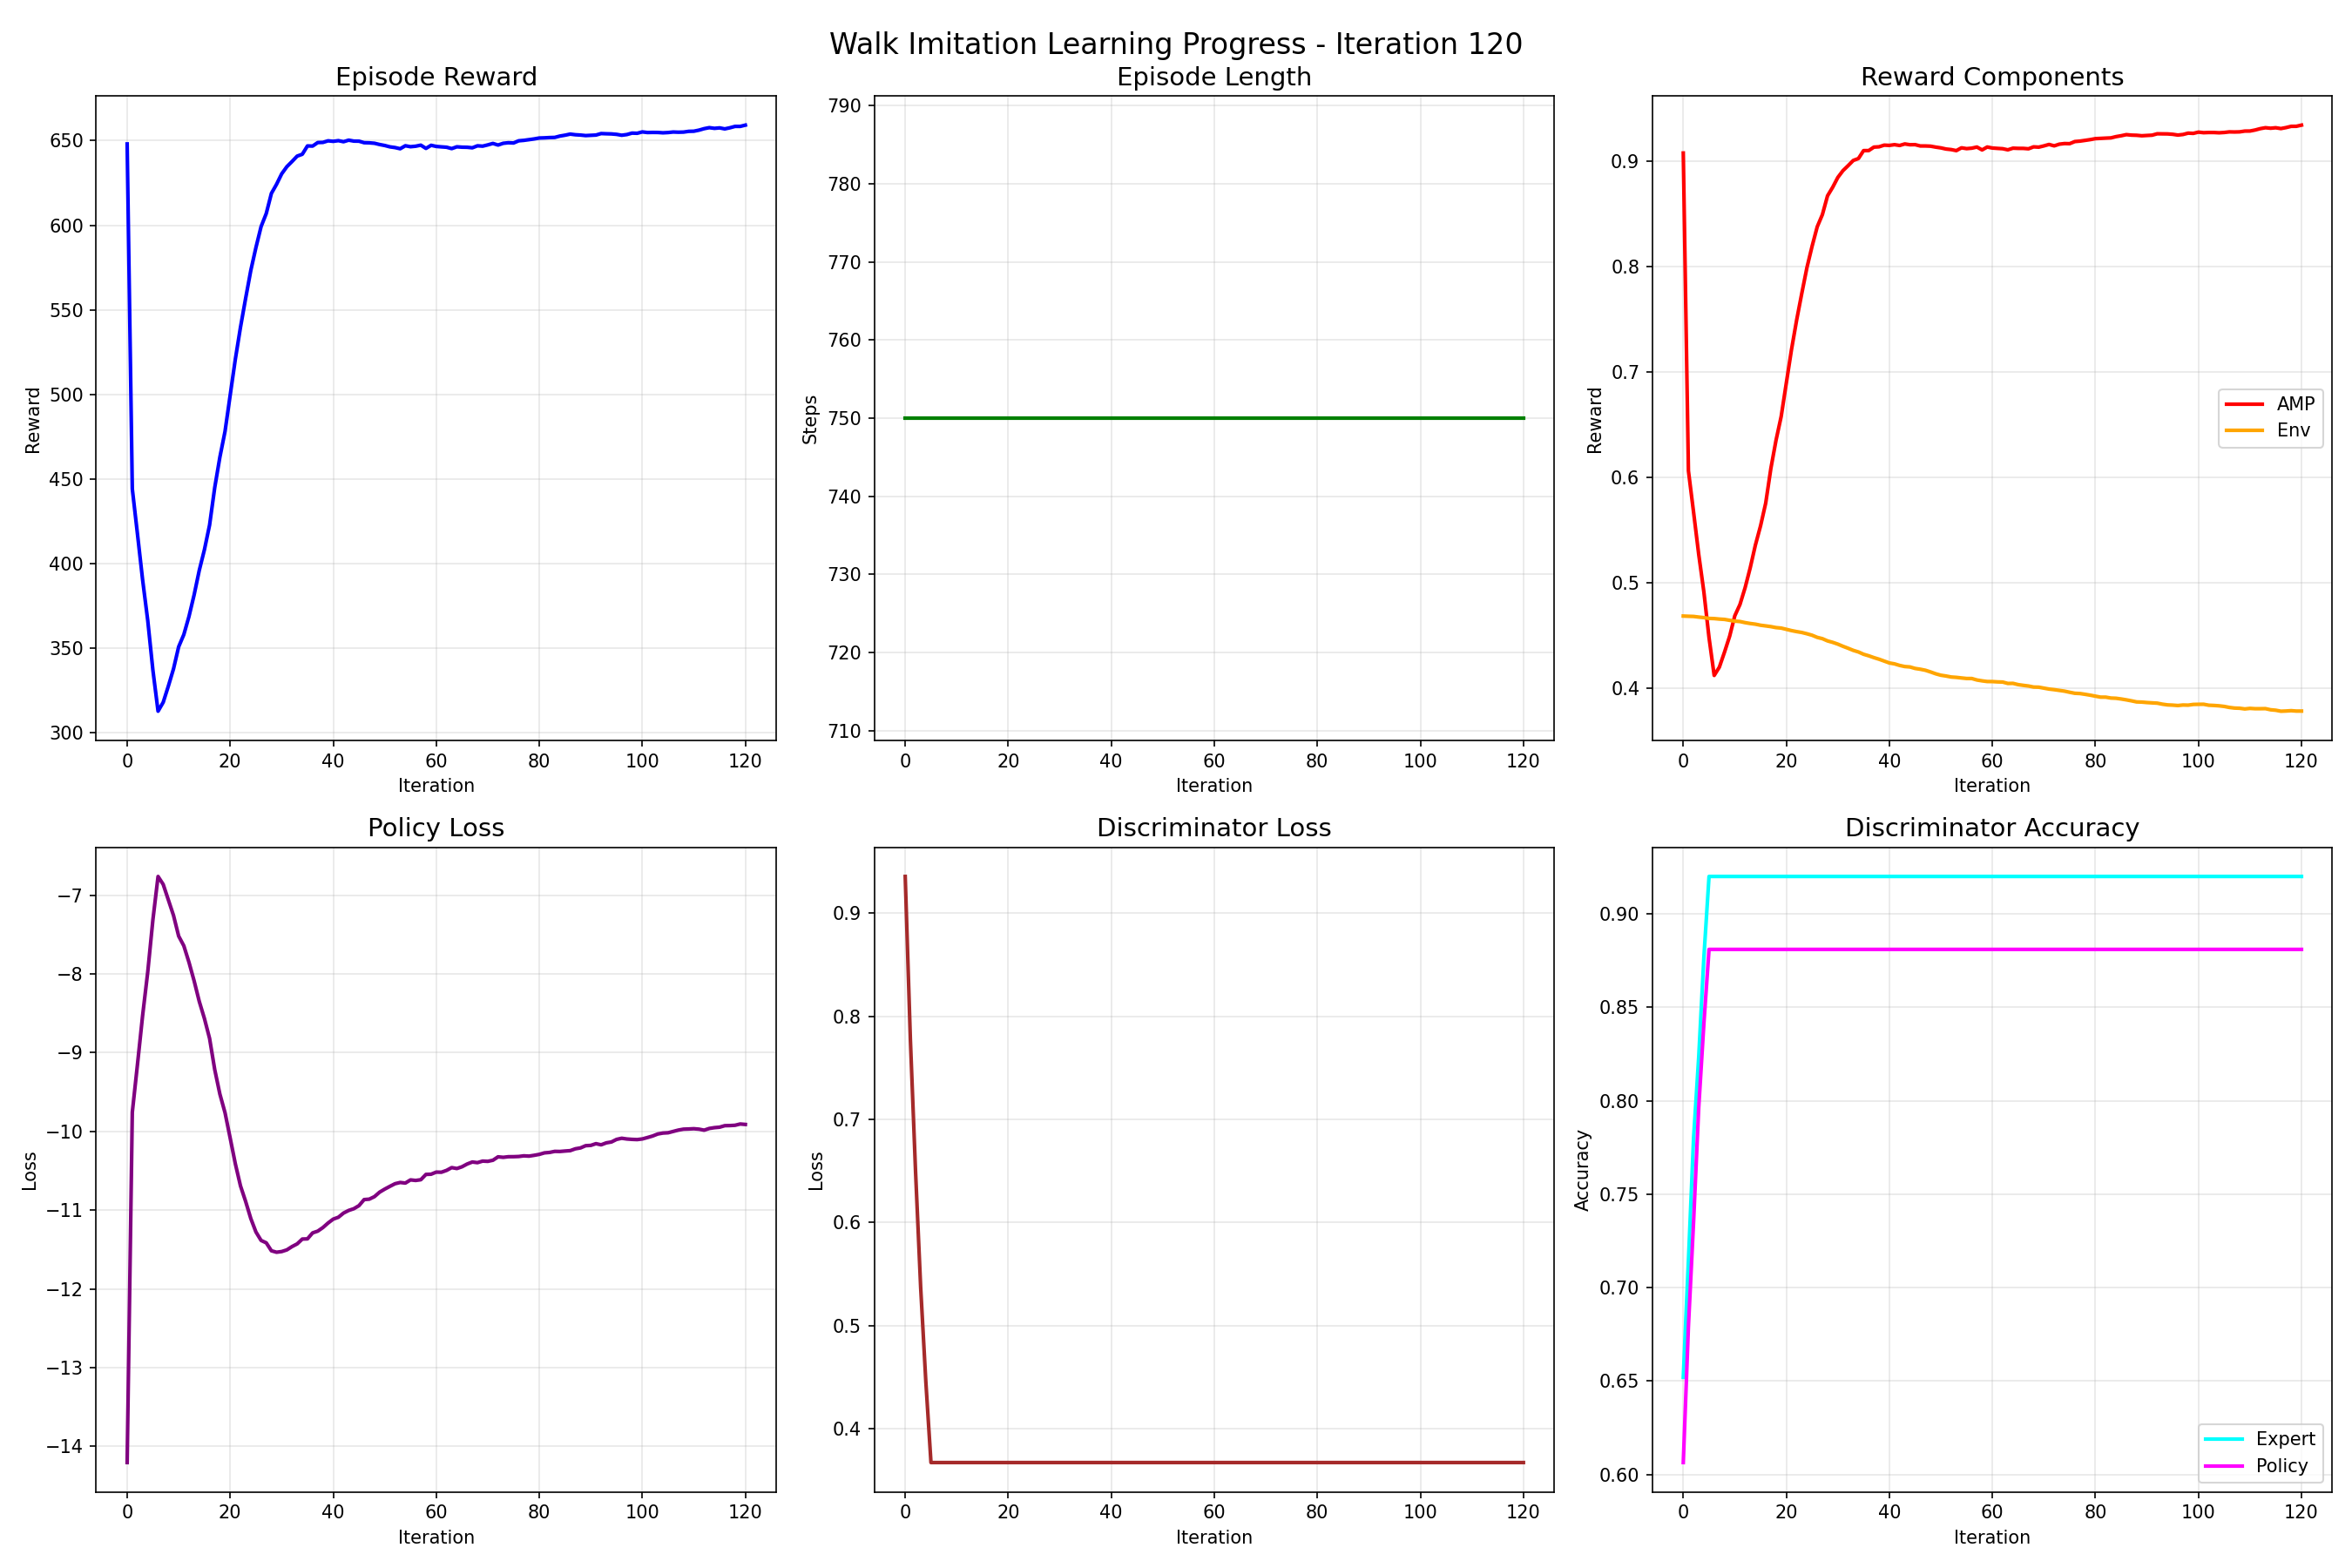 Walk Imitation Learning Progress - Iteration 120
Episode Reward
Reward
650
600
550
500
450
400
350
300
0 20 40 60 80 100 120
Iteration
Episode Length
Steps
790
780
770
760
750
740
730
720
710
0 20 40 60 80 100 120
Iteration
Reward Components
Reward
0.9
0.8
0.7
0.6
0.5
0.4
AMP
Env
0 20 40 60 80 100 120
Iteration
Policy Loss
Loss
−7
−8
−9
−10
−11
−12
−13
−14
0 20 40 60 80 100 120
Iteration
Discriminator Loss
Loss
0.9
0.8
0.7
0.6
0.5
0.4
0 20 40 60 80 100 120
Iteration
Discriminator Accuracy
Accuracy
0.90
0.85
0.80
0.75
0.70
0.65
0.60
Expert
Policy
0 20 40 60 80 100 120
Iteration